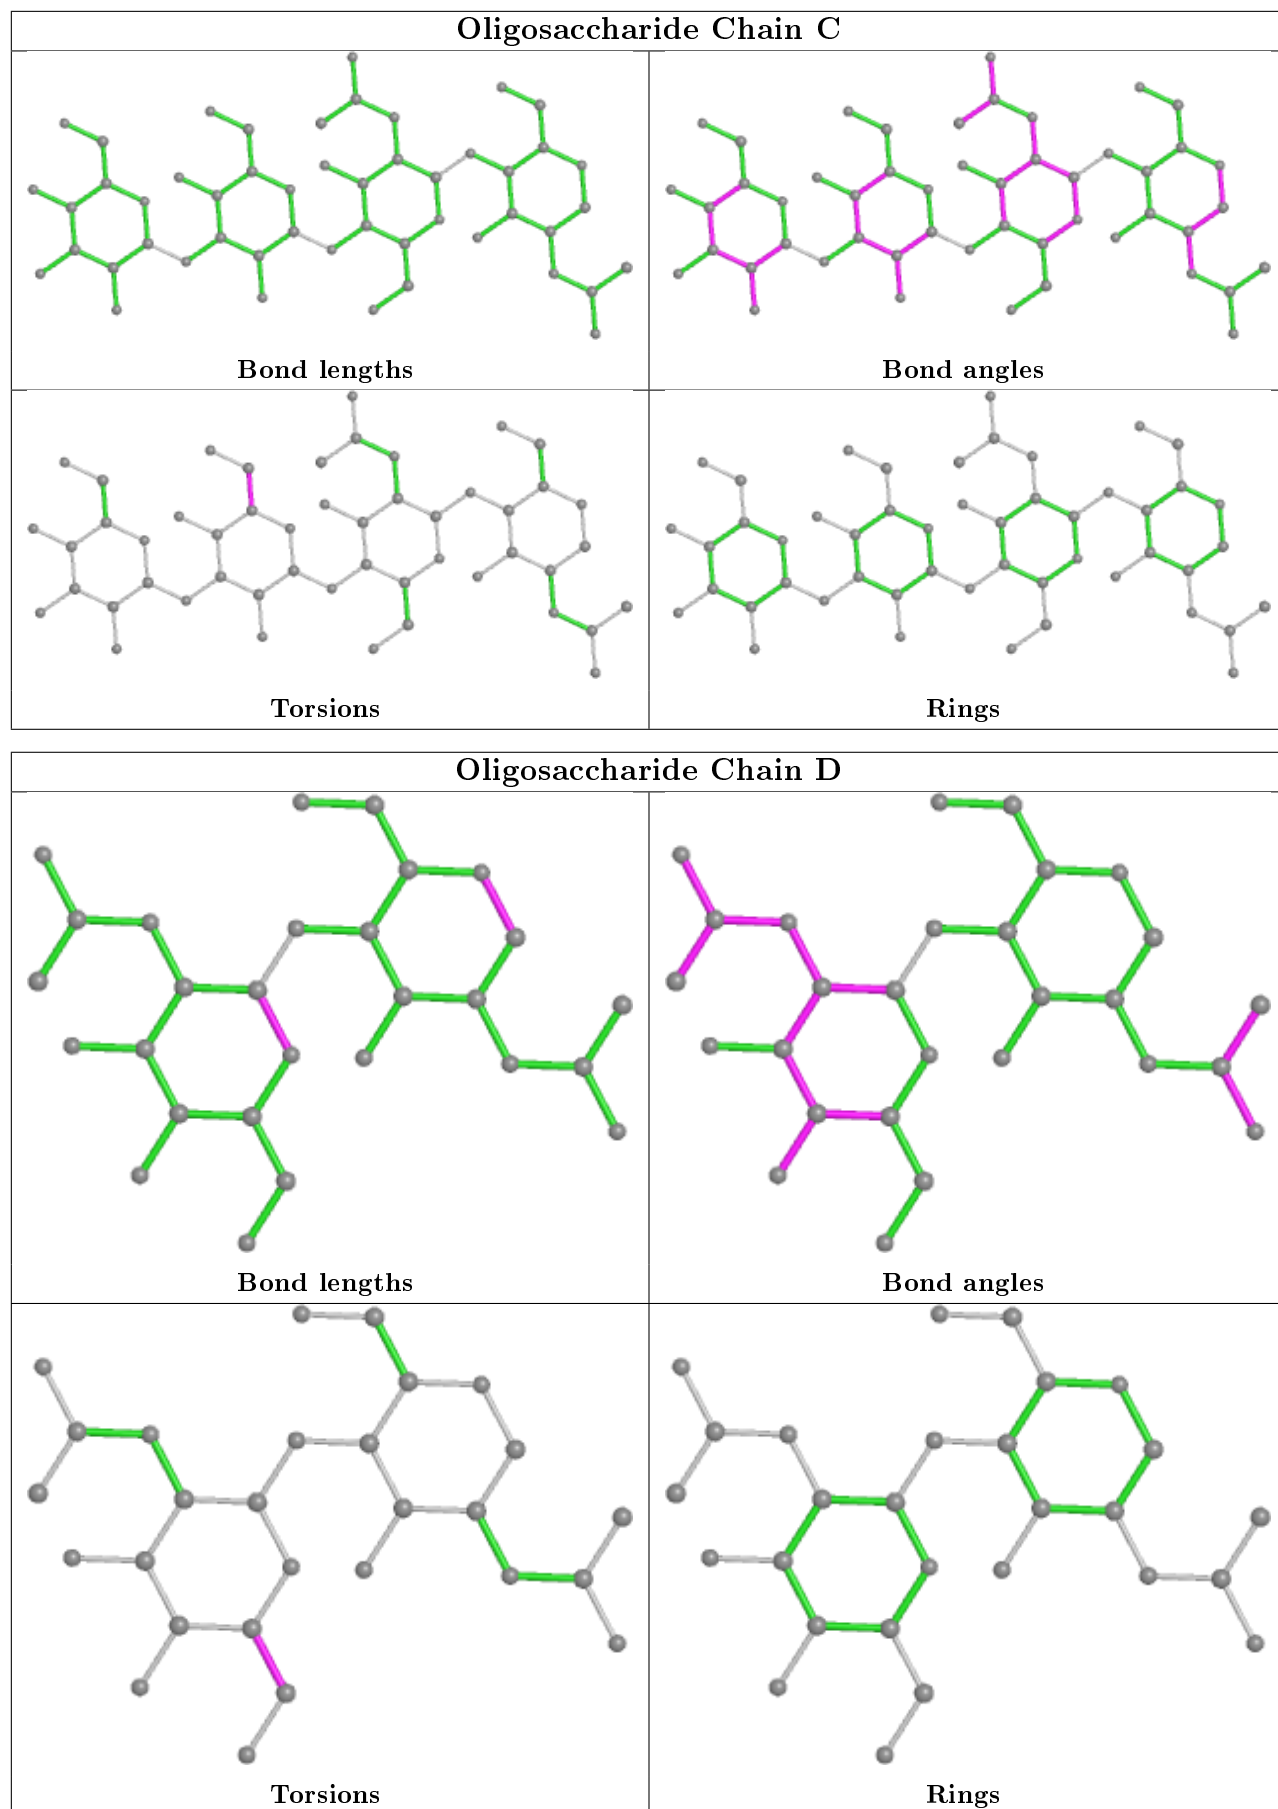 Oligosaccharide Chain C
Bond lengths
Bond angles
Torsions
Rings
Oligosaccharide Chain D
Bond lengths
Bond angles
Torsions
Rings